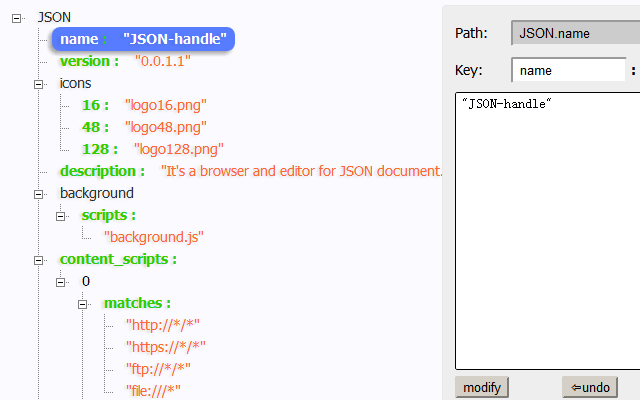 JSON
name : "JSON-handle"
version : "0.0.1.1"
icons
16 : "logo16.png"
48 : "logo48.png"
128 : "logo128.png"
description : "It's a browser and editor for JSON document.
background
scripts :
"background.js"
content_scripts :
0
matches :
"http://*/*"
"https://*/*"
"ftp://*/*"
"file:///*"
Path: JSON.name
Key: name :
"JSON-handle"
modify ⇦undo